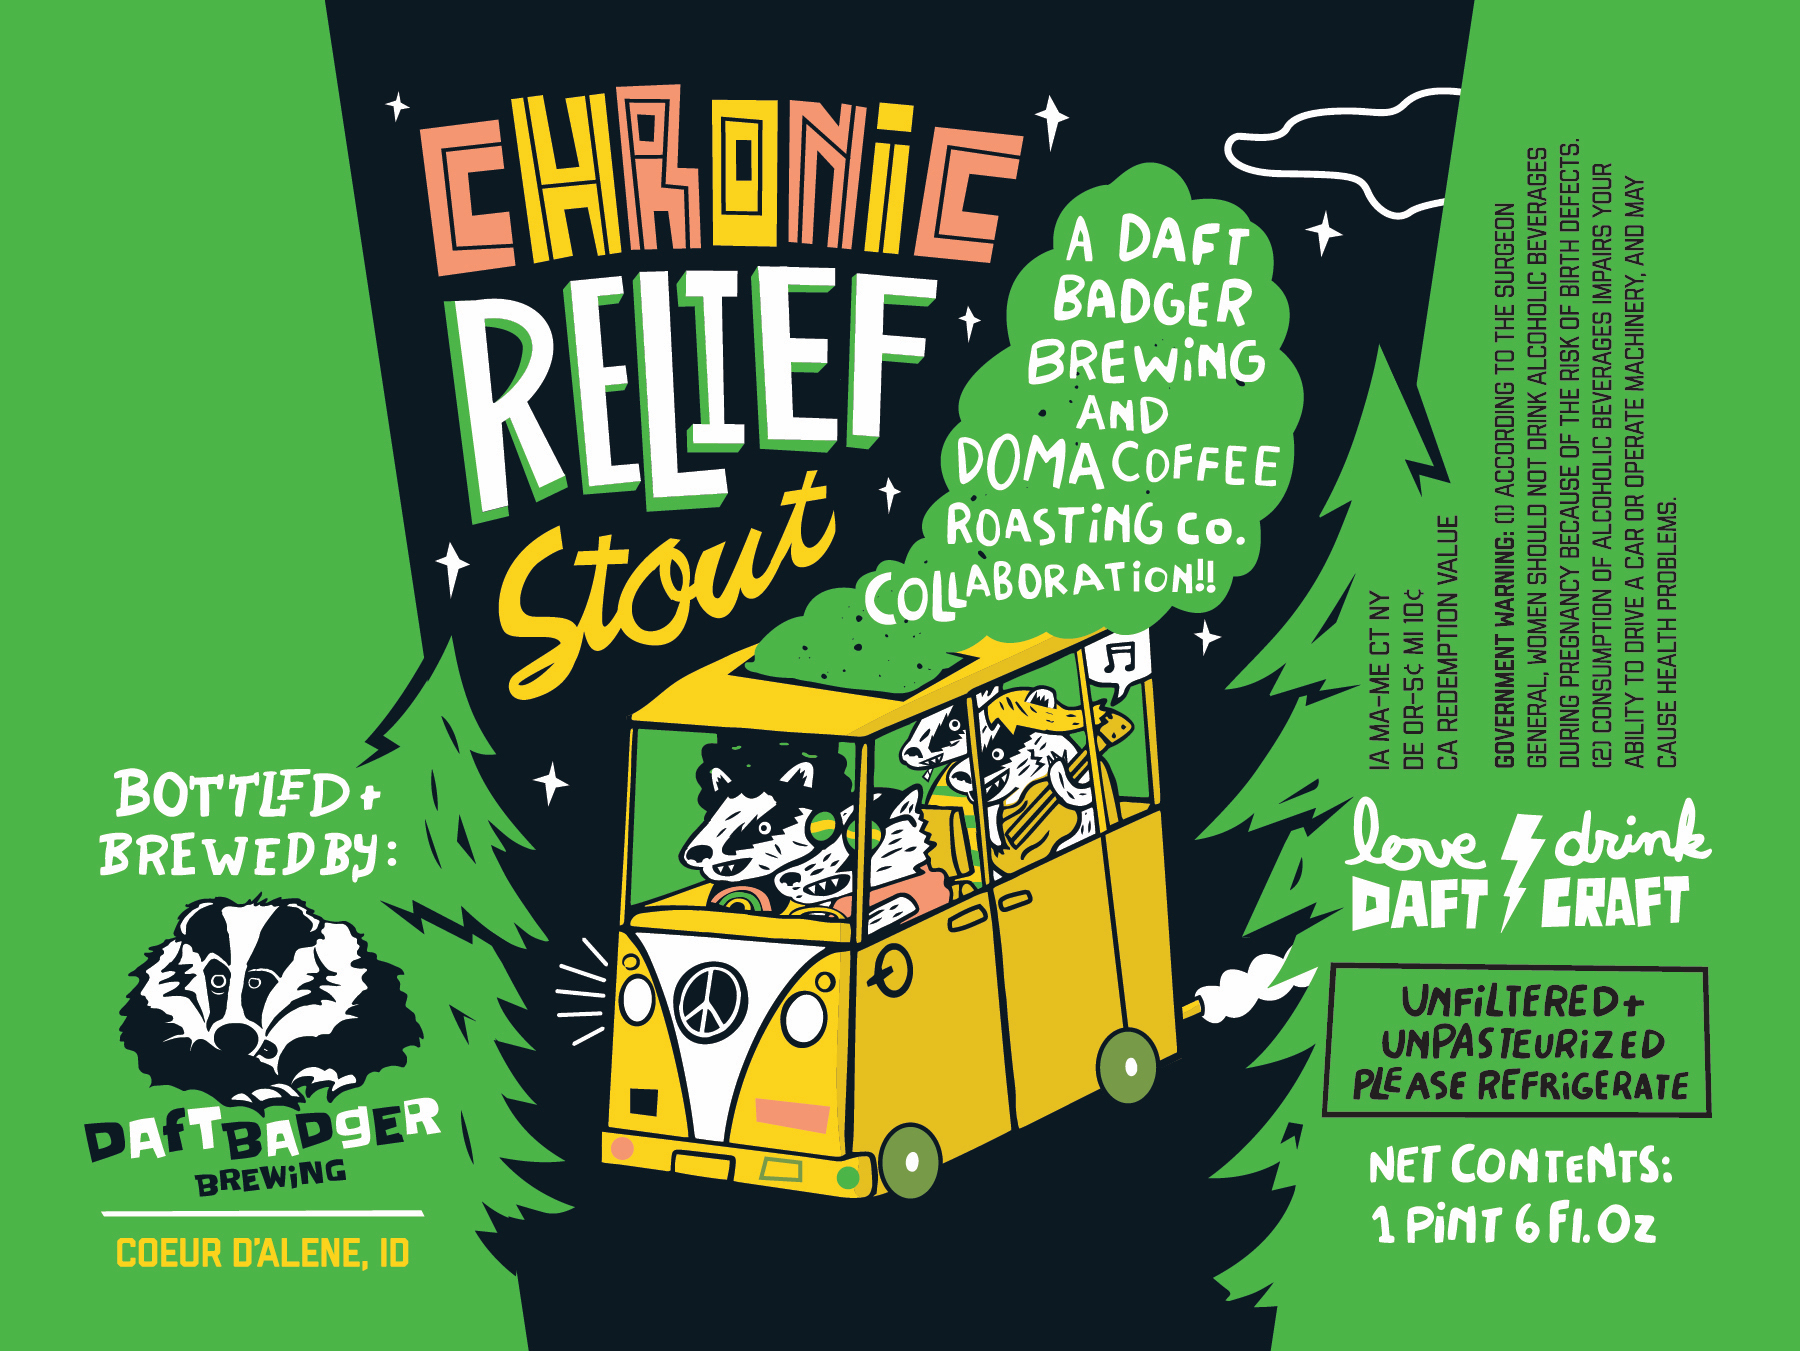 CHRONiC
RELIEF
Stout
A DAFT
BADGER
BREWiNG
AND
DOMA COFFEE
ROASTiNG Co.
COLLABORATiON!!
BOTTLED +
BREWED BY:
DAfTBADgER
BREWiNG
COEUR D'ALENE, ID
IA MA-ME CT NY
DE OR-5¢ MI 10¢
CA REDEMPTION VALUE
GOVERNMENT WARNING: (1) ACCORDING TO THE SURGEON
GENERAL, WOMEN SHOULD NOT DRINK ALCOHOLIC BEVERAGES
DURING PREGNANCY BECAUSE OF THE RISK OF BIRTH DEFECTS.
(2) CONSUMPTION OF ALCOHOLIC BEVERAGES IMPAIRS YOUR
ABILITY TO DRIVE A CAR OR OPERATE MACHINERY, AND MAY
CAUSE HEALTH PROBLEMS.
love drink
DAFT CRAFT
UNFiLTERED +
UNPASTEURiZED
PLEASE REFRiGERATE
NET CONTENTS:
1 PiNT 6 Fl. Oz